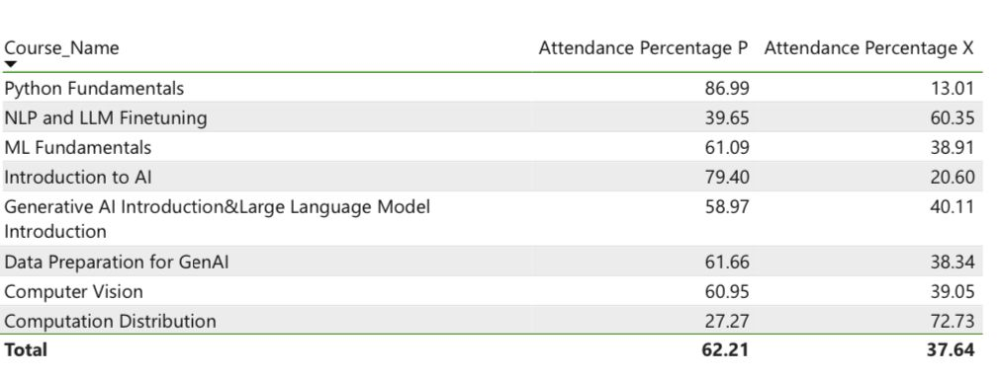 Course_Name Attendance Percentage P Attendance Percentage X
Python Fundamentals 86.99 13.01
NLP and LLM Finetuning 39.65 60.35
ML Fundamentals 61.09 38.91
Introduction to AI 79.40 20.60
Generative AI Introduction&Large Language Model 58.97 40.11
Introduction
Data Preparation for GenAI 61.66 38.34
Computer Vision 60.95 39.05
Computation Distribution 27.27 72.73
Total 62.21 37.64